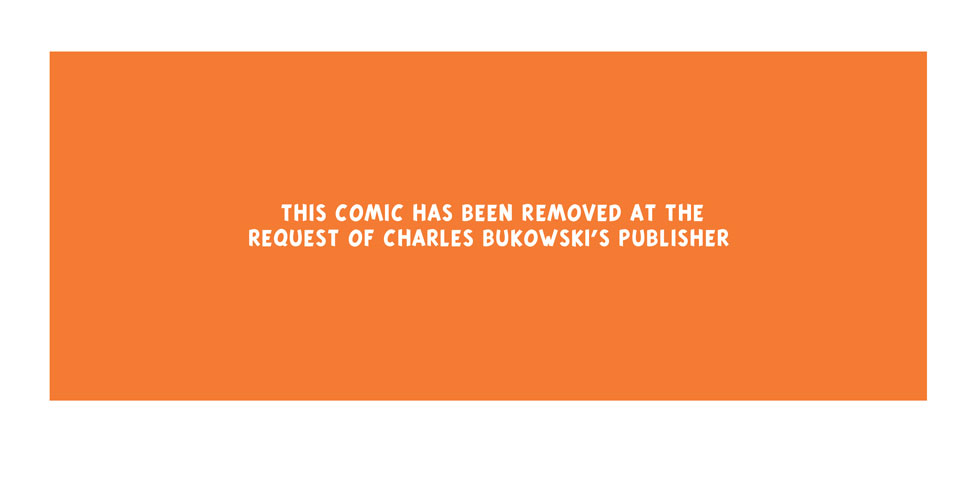 THIS COMIC HAS BEEN REMOVED AT THE
REQUEST OF CHARLES BUKOWSKI'S PUBLISHER